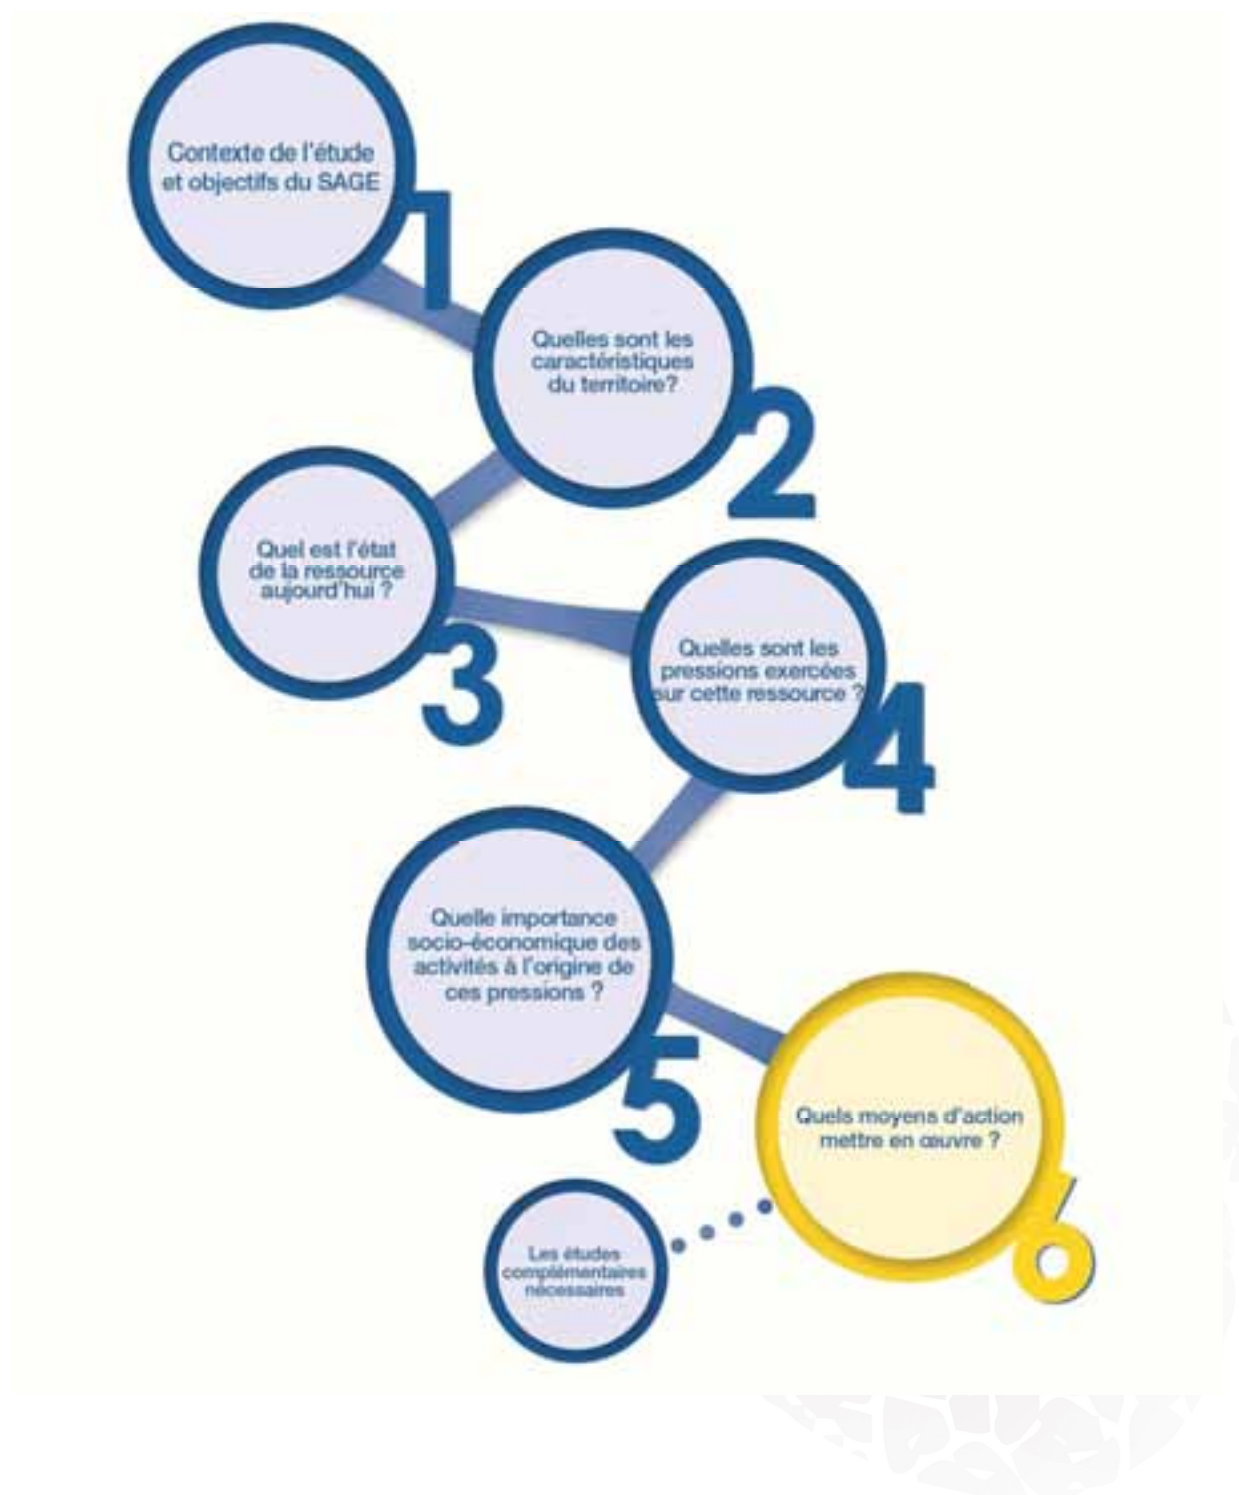 Contexte de l'étude
et objectifs du SAGE
1
Quelles sont les
caractéristiques
du territoire?
2
Quel est l'état
de la ressource
aujourd'hui ?
3
Quelles sont les
pressions exercées
sur cette ressource ?
4
Quelle importance
socio-économique des
activités à l'origine de
ces pressions ?
5
Quels moyens d'action
mettre en œuvre ?
6
Les études
complémentaires
nécessaires